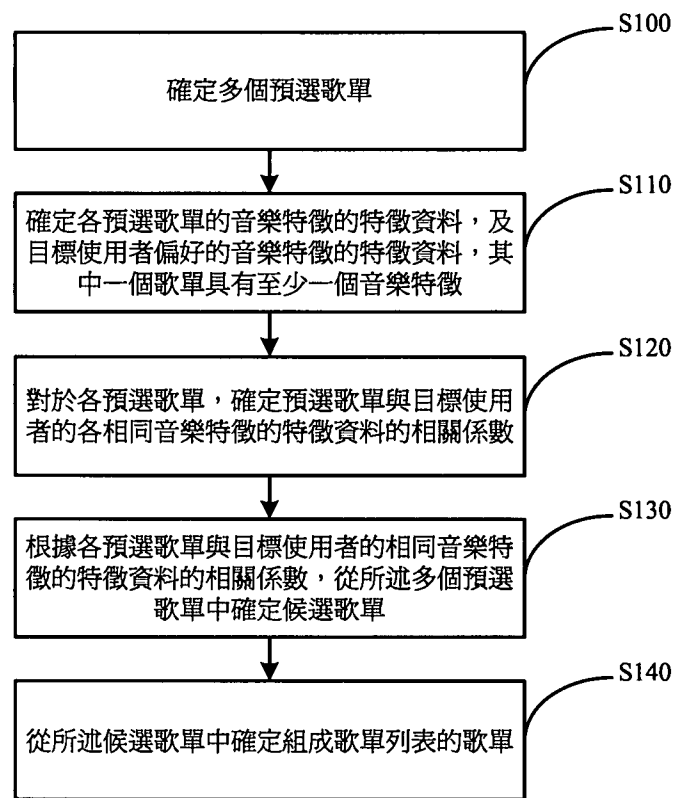 S100
確定多個預選歌單
S110
確定各預選歌單的音樂特徵的特徵資料，及
目標使用者偏好的音樂特徵的特徵資料，其
中一個歌單具有至少一個音樂特徵
S120
對於各預選歌單，確定預選歌單與目標使用
者的各相同音樂特徵的特徵資料的相關係數
S130
根據各預選歌單與目標使用者的相同音樂特
徵的特徵資料的相關係數，從所述多個預選
歌單中確定候選歌單
S140
從所述候選歌單中確定組成歌單列表的歌單